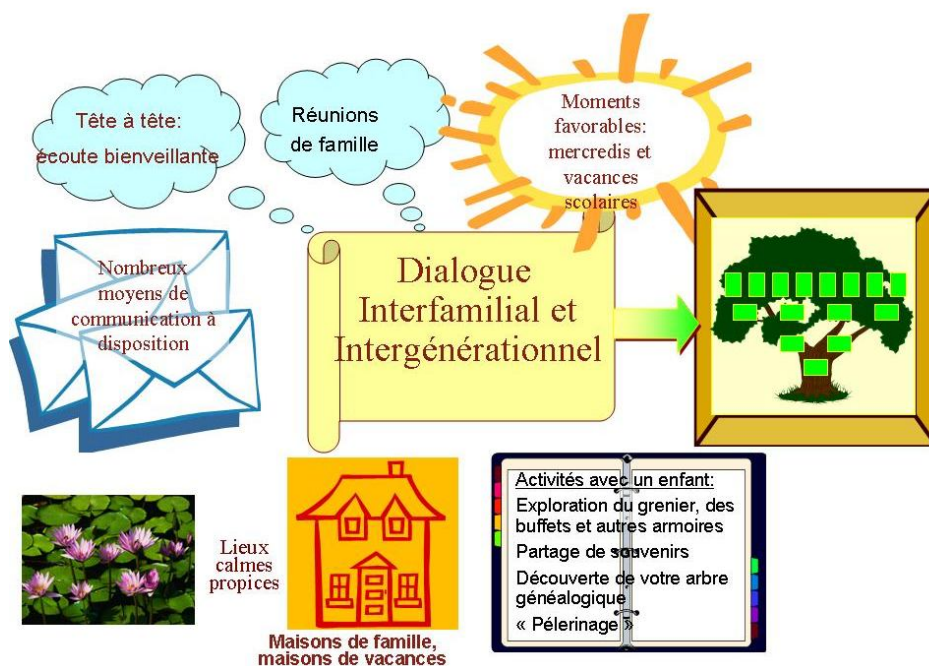 Tête à tête:
écoute bienveillante
Réunions
de famille
Moments
favorables:
mercredis et
vacances
scolaires
Nombreux
moyens de
communication à
disposition
Dialogue
Interfamilial et
Intergénérationnel
Lieux
calmes
propices
Maisons de famille,
maisons de vacances
Activités avec un enfant:
Exploration du grenier, des
buffets et autres armoires
Partage de souvenirs
Découverte de votre arbre
généalogique
« Pélerinage »